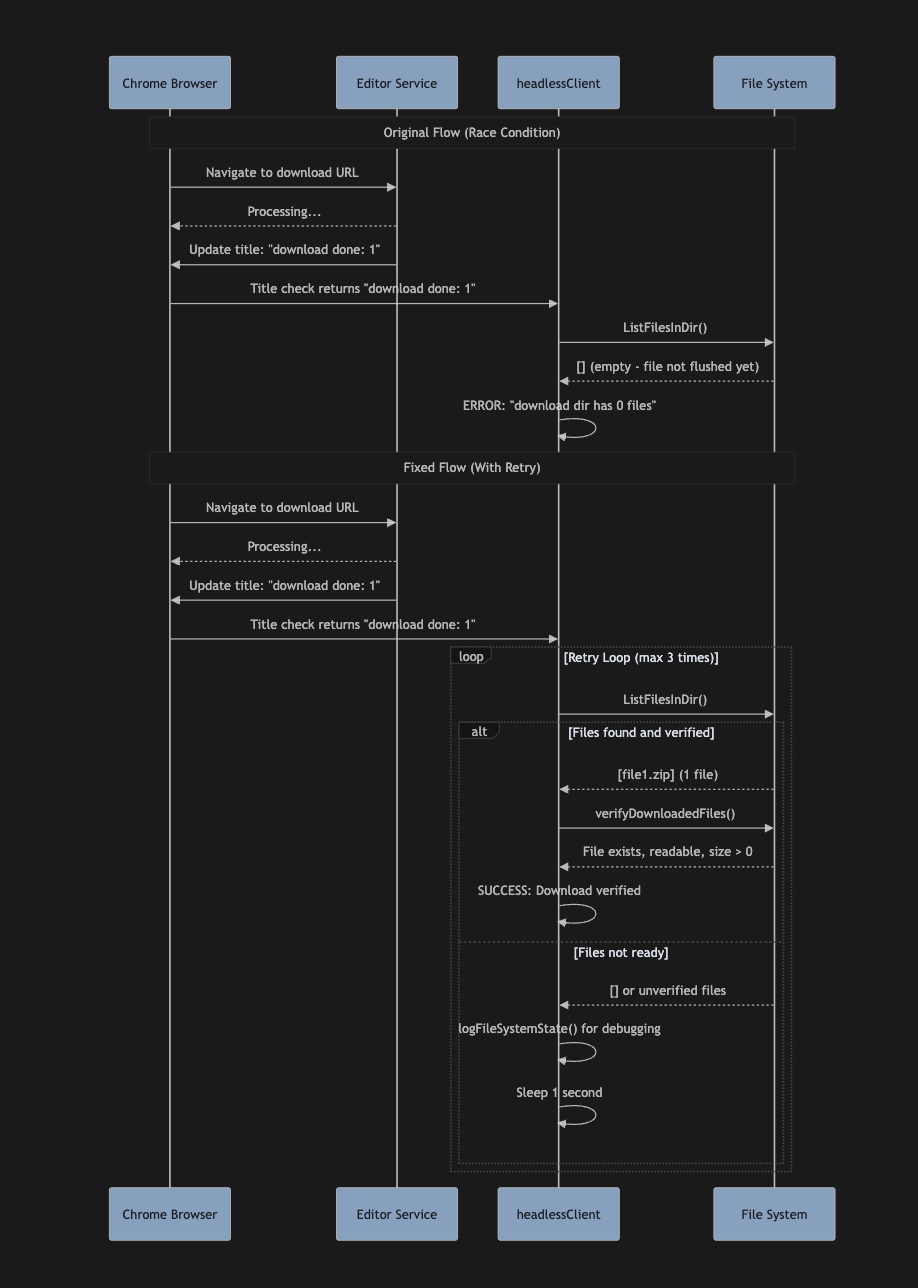 Chrome Browser
Editor Service
headlessClient
File System
Original Flow (Race Condition)
Navigate to download URL
Processing...
Update title: "download done: 1"
Title check returns "download done: 1"
ListFilesInDir()
[] (empty - file not flushed yet)
ERROR: "download dir has 0 files"
Fixed Flow (With Retry)
Navigate to download URL
Processing...
Update title: "download done: 1"
Title check returns "download done: 1"
loop
[Retry Loop (max 3 times)]
ListFilesInDir()
alt
[Files found and verified]
[file1.zip] (1 file)
verifyDownloadedFiles()
File exists, readable, size > 0
SUCCESS: Download verified
[Files not ready]
[] or unverified files
logFileSystemState() for debugging
Sleep 1 second
Chrome Browser
Editor Service
headlessClient
File System